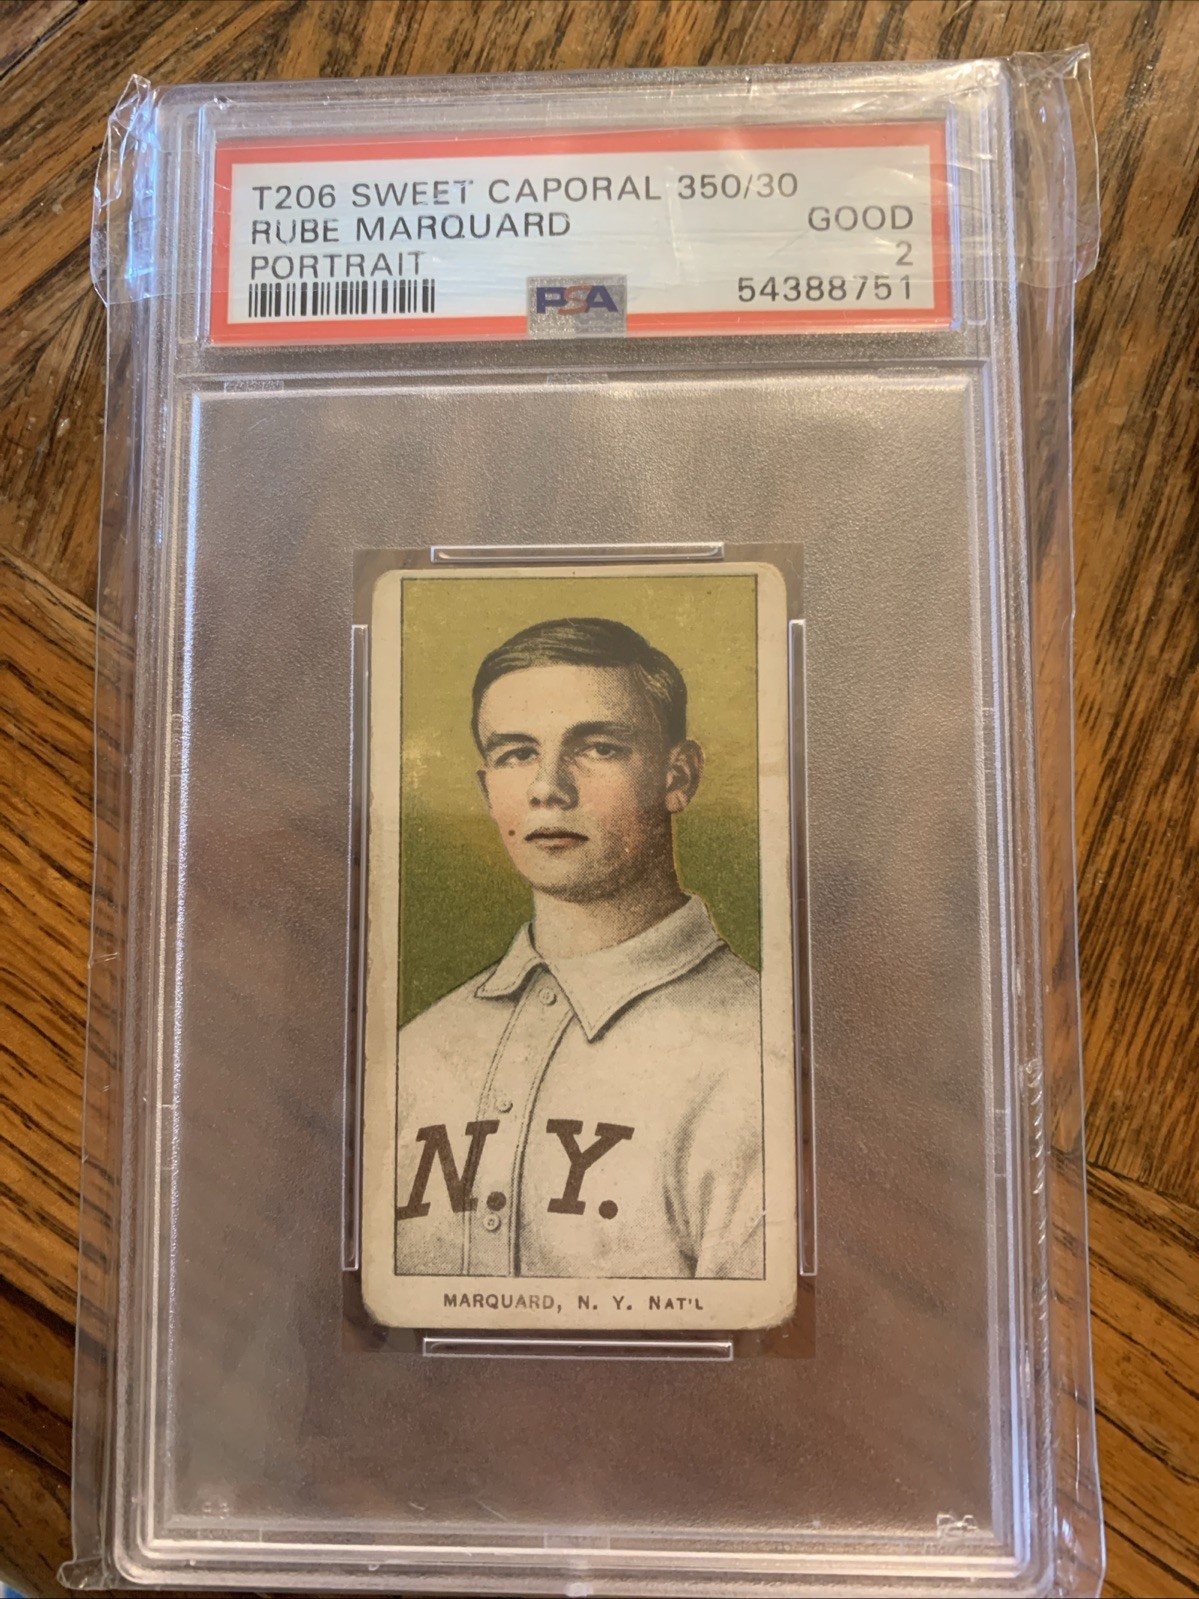 T206 SWEET CAPORAL 350/30
RUBE MARQUARD GOOD
PORTRAIT 2
PSA 54388751
N.Y.
MARQUARD, N. Y. NAT'L